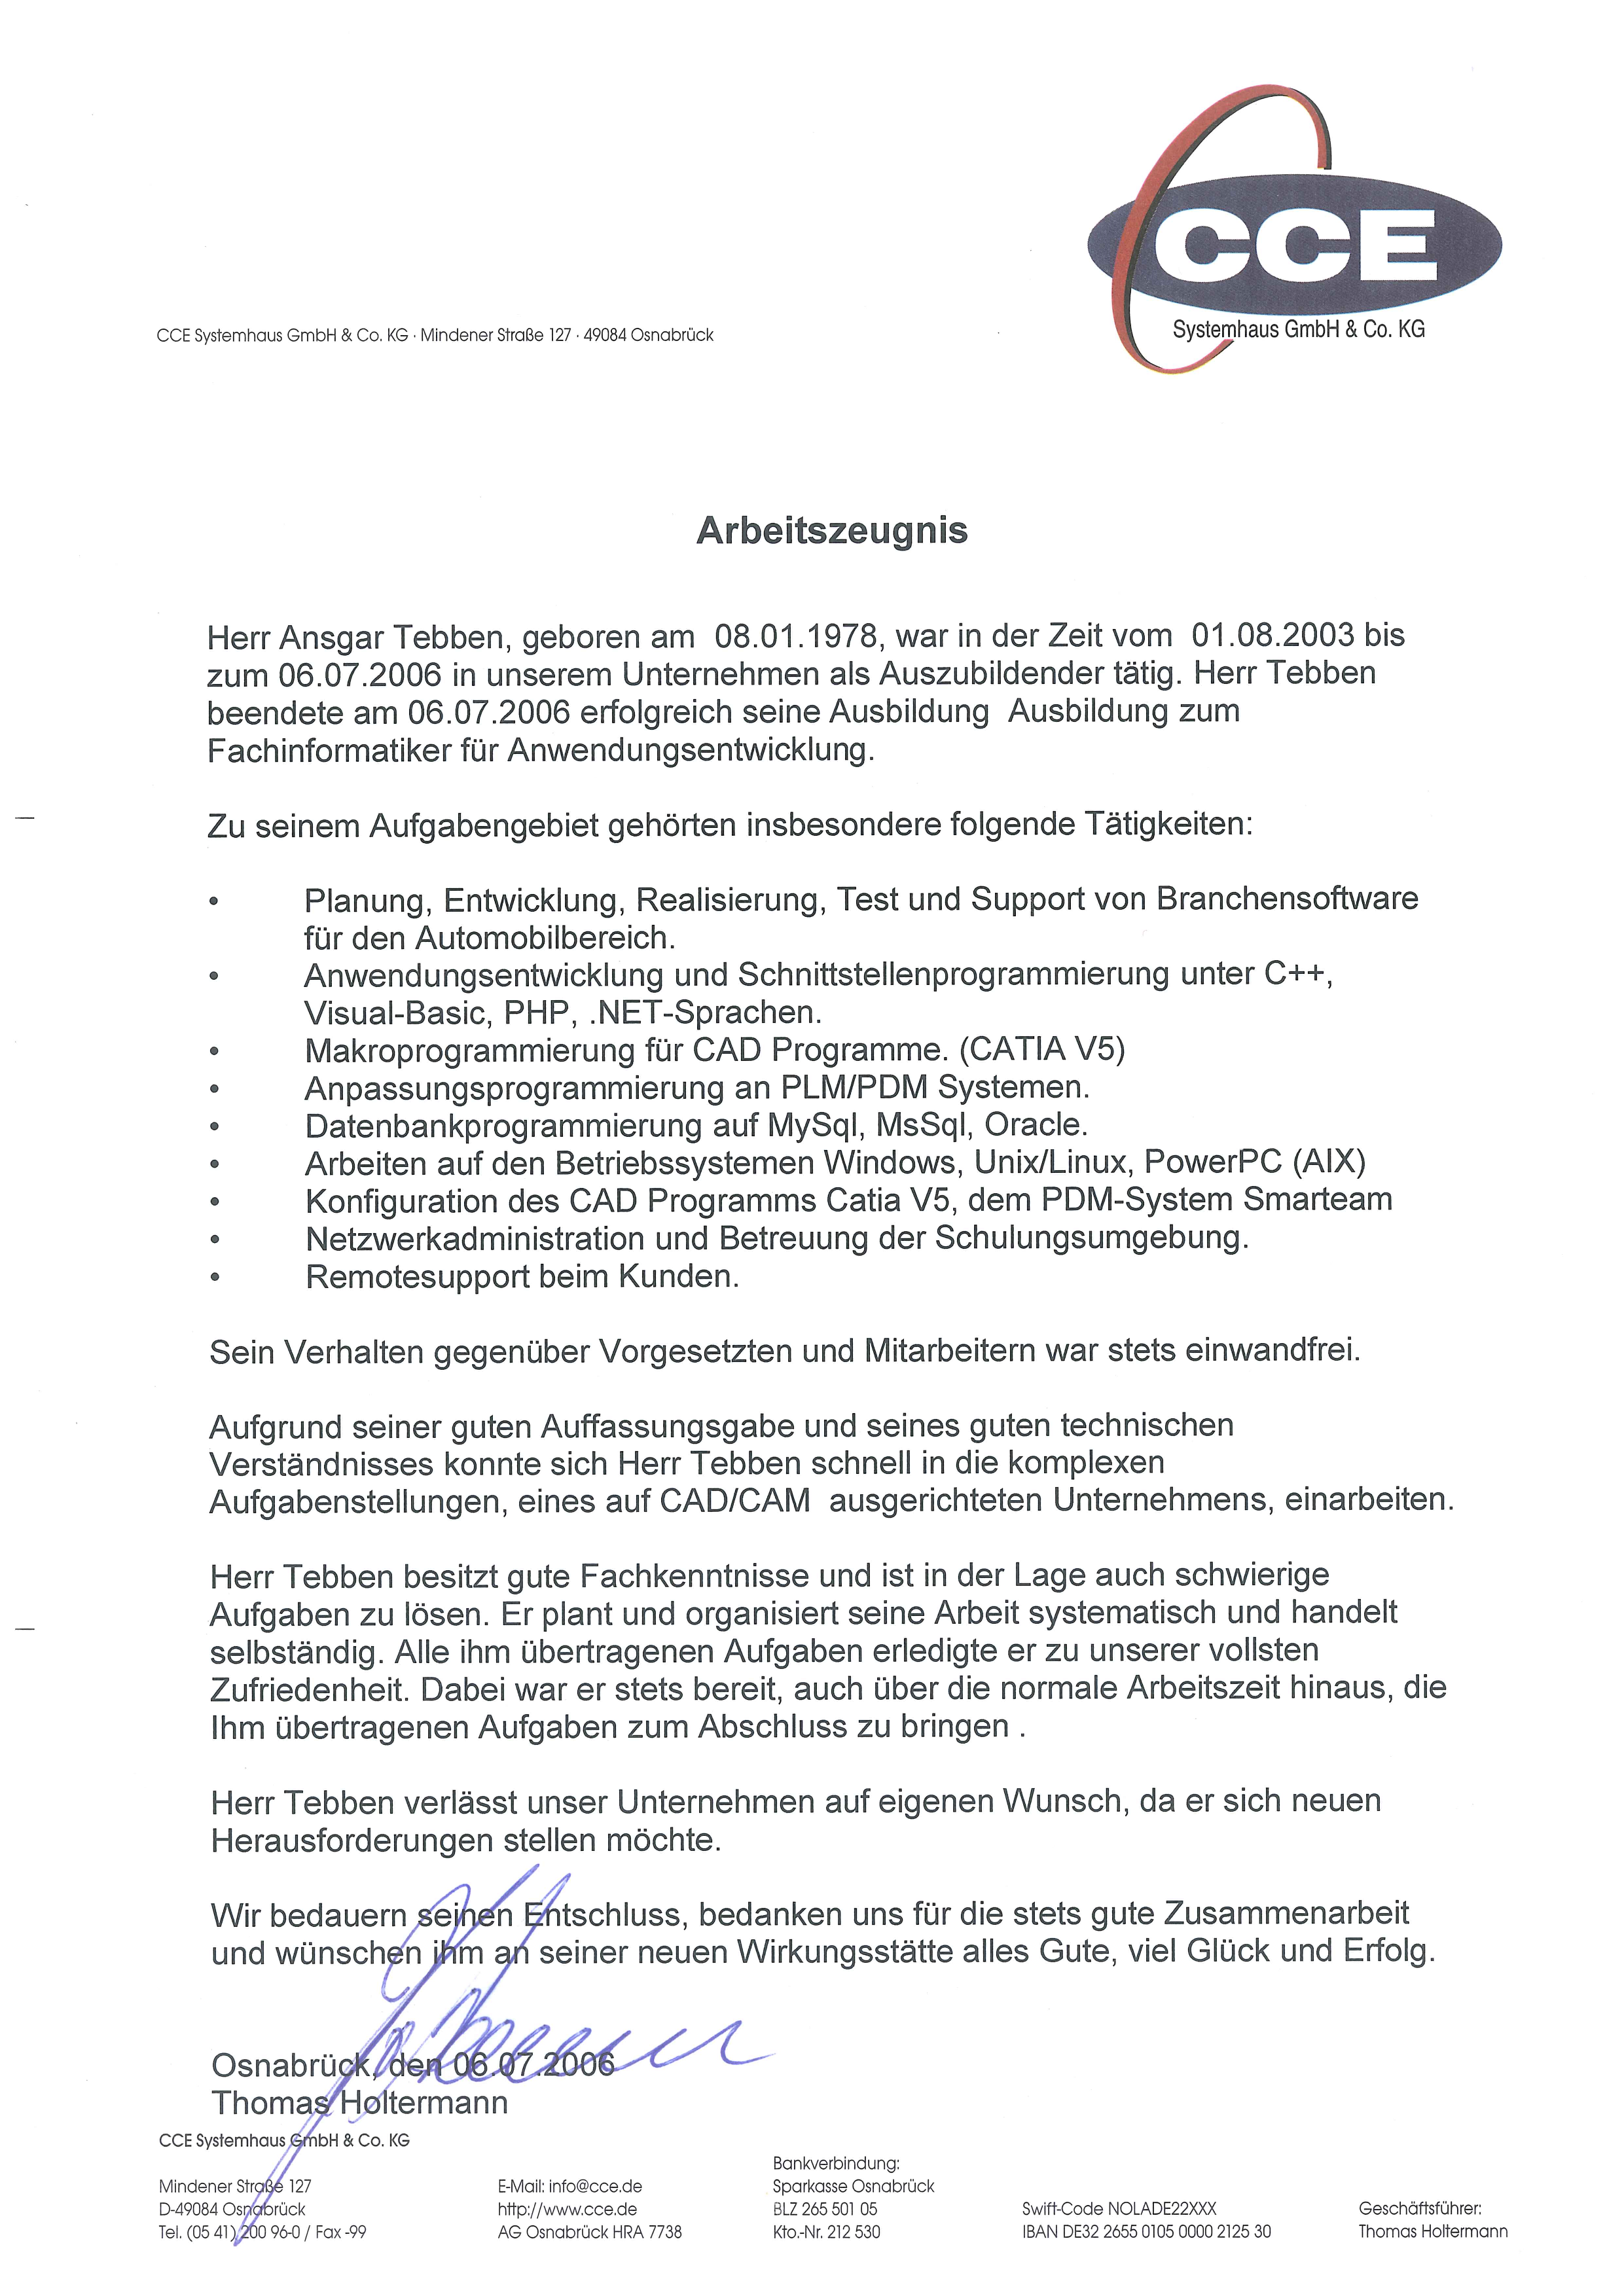 CCE
Systemhaus GmbH & Co. KG
CCE Systemhaus GmbH & Co. KG · Mindener Straße 127 · 49084 Osnabrück
Arbeitszeugnis
Herr Ansgar Tebben, geboren am  08.01.1978, war in der Zeit vom  01.08.2003 bis
zum 06.07.2006 in unserem Unternehmen als Auszubildender tätig. Herr Tebben
beendete am 06.07.2006 erfolgreich seine Ausbildung  Ausbildung zum
Fachinformatiker für Anwendungsentwicklung.
Zu seinem Aufgabengebiet gehörten insbesondere folgende Tätigkeiten:
• Planung, Entwicklung, Realisierung, Test und Support von Branchensoftware
für den Automobilbereich.
• Anwendungsentwicklung und Schnittstellenprogrammierung unter C++,
Visual-Basic, PHP, .NET-Sprachen.
• Makroprogrammierung für CAD Programme. (CATIA V5)
• Anpassungsprogrammierung an PLM/PDM Systemen.
• Datenbankprogrammierung auf MySql, MsSql, Oracle.
• Arbeiten auf den Betriebssystemen Windows, Unix/Linux, PowerPC (AIX)
• Konfiguration des CAD Programms Catia V5, dem PDM-System Smarteam
• Netzwerkadministration und Betreuung der Schulungsumgebung.
• Remotesupport beim Kunden.
Sein Verhalten gegenüber Vorgesetzten und Mitarbeitern war stets einwandfrei.
Aufgrund seiner guten Auffassungsgabe und seines guten technischen
Verständnisses konnte sich Herr Tebben schnell in die komplexen
Aufgabenstellungen, eines auf CAD/CAM  ausgerichteten Unternehmens, einarbeiten.
Herr Tebben besitzt gute Fachkenntnisse und ist in der Lage auch schwierige
Aufgaben zu lösen. Er plant und organisiert seine Arbeit systematisch und handelt
selbständig. Alle ihm übertragenen Aufgaben erledigte er zu unserer vollsten
Zufriedenheit. Dabei war er stets bereit, auch über die normale Arbeitszeit hinaus, die
Ihm übertragenen Aufgaben zum Abschluss zu bringen .
Herr Tebben verlässt unser Unternehmen auf eigenen Wunsch, da er sich neuen
Herausforderungen stellen möchte.
Wir bedauern seinen Entschluss, bedanken uns für die stets gute Zusammenarbeit
und wünschen ihm an seiner neuen Wirkungsstätte alles Gute, viel Glück und Erfolg.
Osnabrück, den 06.07.2006
Thomas Holtermann
CCE Systemhaus GmbH & Co. KG
Mindener Straße 127
D-49084 Osnabrück
Tel. (05 41) 200 96-0 / Fax -99
E-Mail: info@cce.de
http://www.cce.de
AG Osnabrück HRA 7738
Bankverbindung:
Sparkasse Osnabrück
BLZ 265 501 05
Kto.-Nr. 212 530
Swift-Code NOLADE22XXX
IBAN DE32 2655 0105 0000 2125 30
Geschäftsführer:
Thomas Holtermann